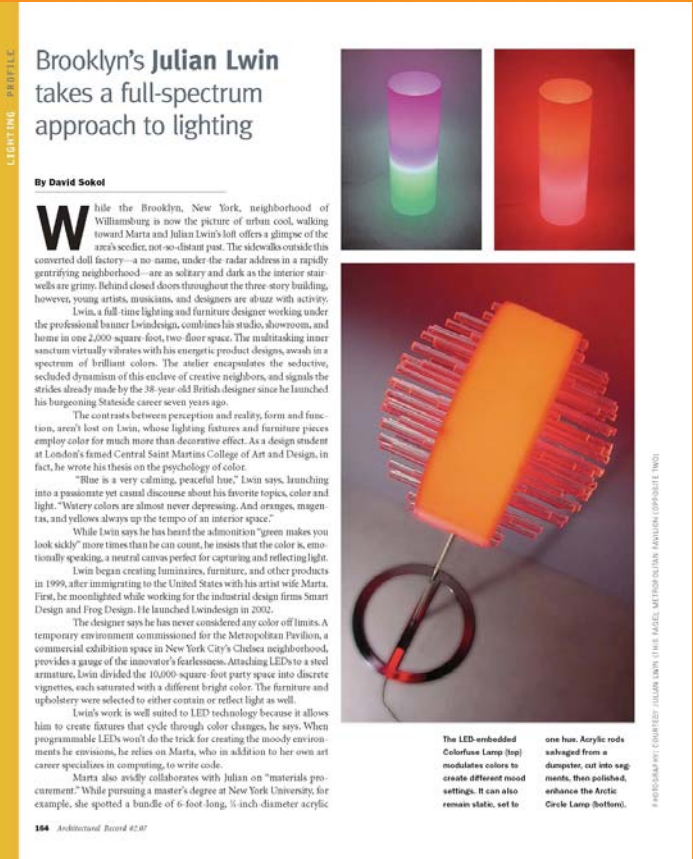 LIGHTING PROFILE
Brooklyn's Julian Lwin
takes a full-spectrum
approach to lighting
By David Sokol
While the Brooklyn, New York, neighborhood of
Williamsburg is now the picture of urban cool, walking
toward Marta and Julian Lwin's loft offers a glimpse of the
area's seedier, not-so-distant past. The sidewalks outside this
converted doll factory—a no-name, under-the-radar address in a rapidly
gentrifying neighborhood—are as solitary and dark as the interior stair-
wells are grimy. Behind closed doors throughout the three-story building,
however, young artists, musicians, and designers are abuzz with activity.
Lwin, a full-time lighting and furniture designer working under
the professional banner Lwindesign, combines his studio, showroom, and
home in one 2,000-square-foot, two-floor space. The multitasking inner
sanctum virtually vibrates with his energetic product designs, awash in a
spectrum of brilliant colors. The atelier encapsulates the seductive,
secluded dynamism of this enclave of creative neighbors, and signals the
strides already made by the 38-year-old British designer since he launched
his burgeoning Stateside career seven years ago.
The contrasts between perception and reality, form and func-
tion, aren't lost on Lwin, whose lighting fixtures and furniture pieces
employ color for much more than decorative effect. As a design student
at London's famed Central Saint Martins College of Art and Design, in
fact, he wrote his thesis on the psychology of color.
"Blue is a very calming, peaceful hue," Lwin says, launching
into a passionate yet casual discourse about his favorite topics, color and
light. "Watery colors are almost never depressing. And oranges, magen-
tas, and yellows always up the tempo of an interior space."
While Lwin says he has heard the admonition "green makes you
look sickly" more times than he can count, he insists that the color is, emo-
tionally speaking, a neutral canvas perfect for capturing and reflecting light.
Lwin began creating luminaires, furniture, and other products
in 1999, after immigrating to the United States with his artist wife Marta.
First, he moonlighted while working for the industrial design firms Smart
Design and Frog Design. He launched Lwindesign in 2002.
The designer says he has never considered any color off limits. A
temporary environment commissioned for the Metropolitan Pavilion, a
commercial exhibition space in New York City's Chelsea neighborhood,
provides a gauge of the innovator's fearlessness. Attaching LEDs to a steel
armature, Lwin divided the 10,000-square-foot party space into discrete
vignettes, each saturated with a different bright color. The furniture and
upholstery were selected to either contain or reflect light as well.
Lwin's work is well suited to LED technology because it allows
him to create fixtures that cycle through color changes, he says. When
programmable LEDs won't do the trick for creating the moody environ-
ments he envisions, he relies on Marta, who in addition to her own art
career specializes in computing, to write code.
Marta also avidly collaborates with Julian on "materials pro-
curement." While pursuing a master's degree at New York University, for
example, she spotted a bundle of 6-foot-long, ¼-inch-diameter acrylic
The LED-embedded
Colorfuse Lamp (top)
modulates colors to
create different mood
settings. It can also
remain static, set to
one hue. Acrylic rods
salvaged from a
dumpster, cut into seg-
ments, then polished,
enhance the Arctic
Circle Lamp (bottom).
PHOTOGRAPHY: COURTESY JULIAN LWIN (THIS PAGE); METROPOLITAN PAVILION (OPPOSITE TWO)
164 Architectural Record 02.07